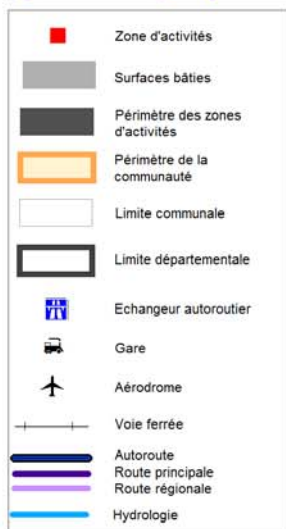 Zone d'activités
Surfaces bâties
Périmètre des zones
d'activités
Périmètre de la
communauté
Limite communale
Limite départementale
Echangeur autoroutier
Gare
Aérodrome
Voie ferrée
Autoroute
Route principale
Route régionale
Hydrologie